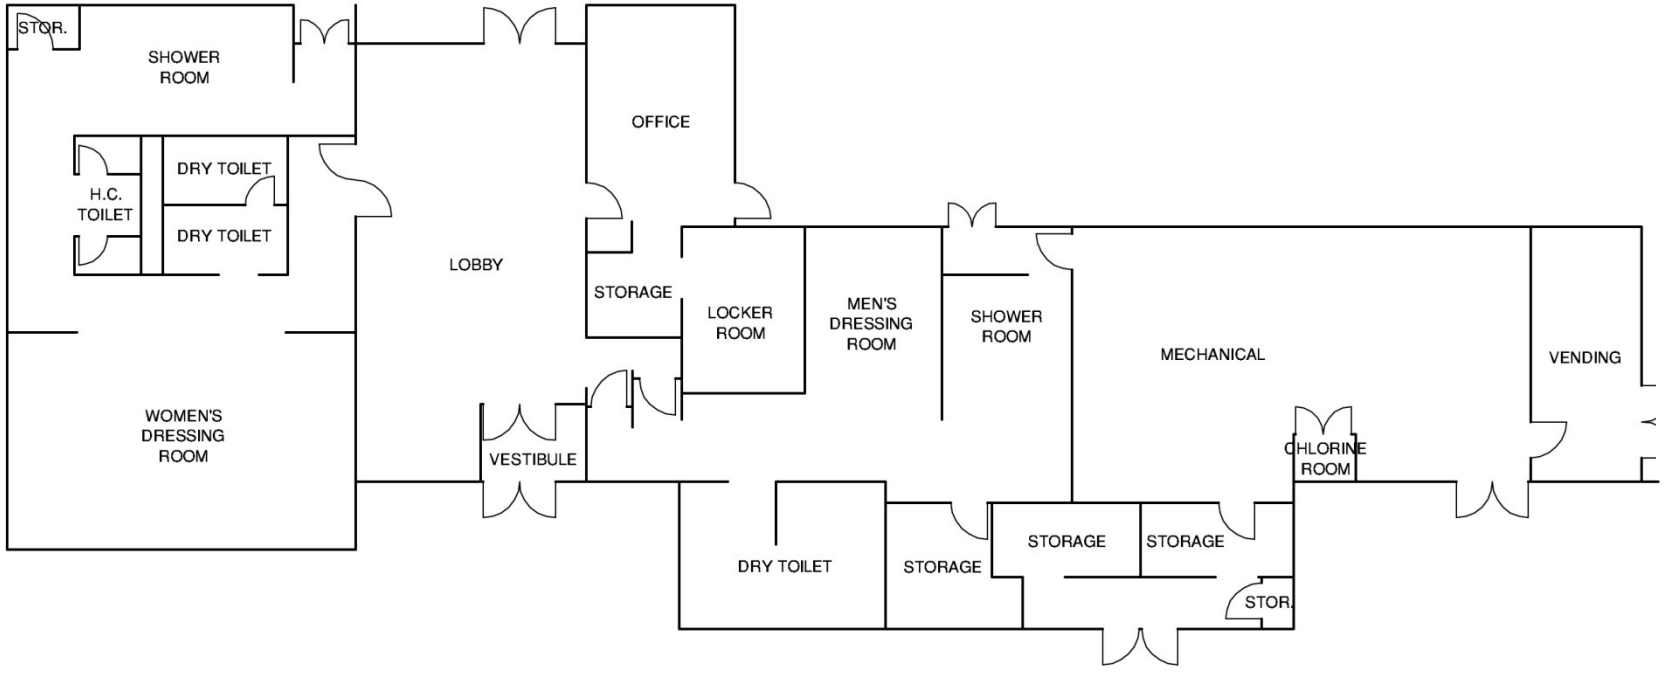 STOR.
SHOWER
ROOM
OFFICE
DRY TOILET
H.C.
TOILET
DRY TOILET
LOBBY
STORAGE
LOCKER
ROOM
MEN'S
DRESSING
ROOM
SHOWER
ROOM
MECHANICAL
VENDING
WOMEN'S
DRESSING
ROOM
VESTIBULE
CHLORINE
ROOM
DRY TOILET
STORAGE
STORAGE
STORAGE
STOR.